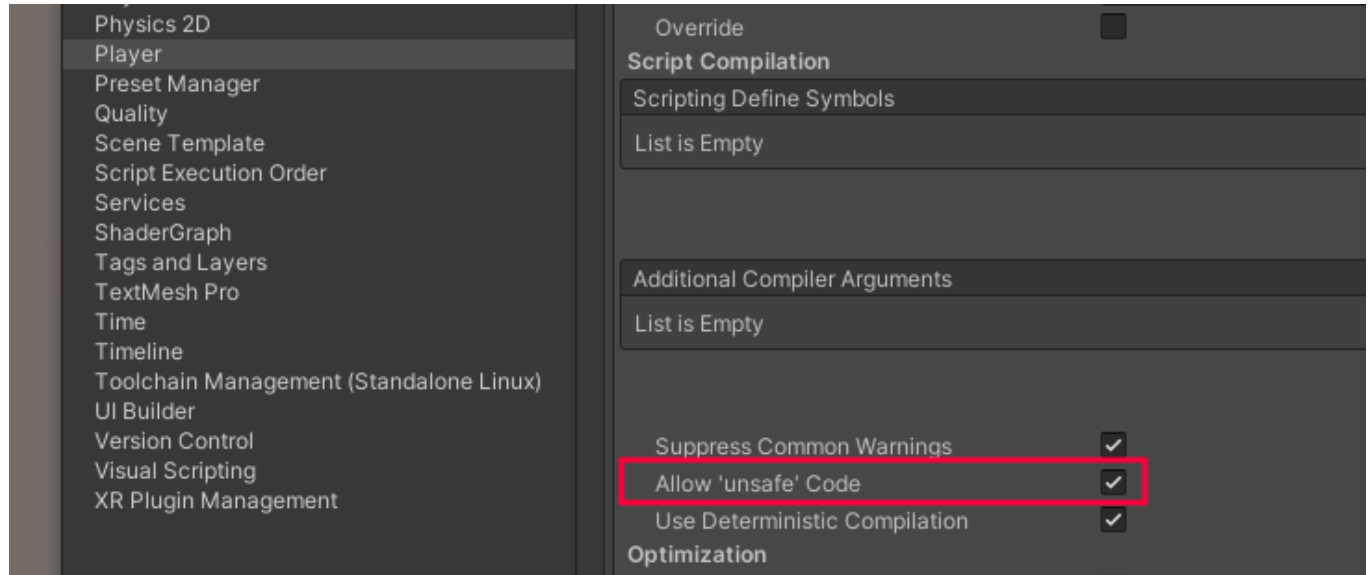 Physics 2D
Player
Preset Manager
Quality
Scene Template
Script Execution Order
Services
ShaderGraph
Tags and Layers
TextMesh Pro
Time
Timeline
Toolchain Management (Standalone Linux)
UI Builder
Version Control
Visual Scripting
XR Plugin Management
Override
Script Compilation
Scripting Define Symbols
List is Empty
Additional Compiler Arguments
List is Empty
Suppress Common Warnings
Allow 'unsafe' Code
Use Deterministic Compilation
Optimization